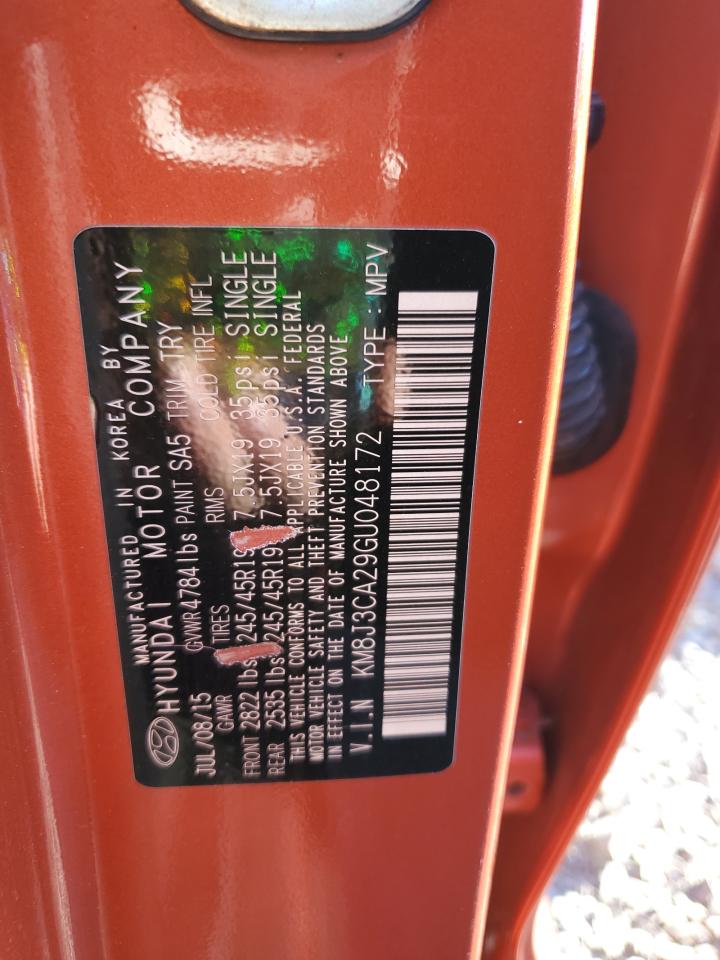 MANUFACTURED IN KOREA BY
HYUNDAI MOTOR COMPANY
JUL/08/15 GVWR 4784 lbs PAINT SA5 TRIM TRY
GAWR TIRES RIMS COLD TIRE INFL
FRONT 2822 lbs 245/45R19 7.5JX19 35psi SINGLE
REAR 2535 lbs 245/45R19 7.5JX19 35psi SINGLE
THIS VEHICLE CONFORMS TO ALL APPLICABLE U.S.A. FEDERAL
MOTOR VEHICLE SAFETY AND THEFT PREVENTION STANDARDS
IN EFFECT ON THE DATE OF MANUFACTURE SHOWN ABOVE
V.I.N KM8J3CA29GU048172 TYPE : MPV